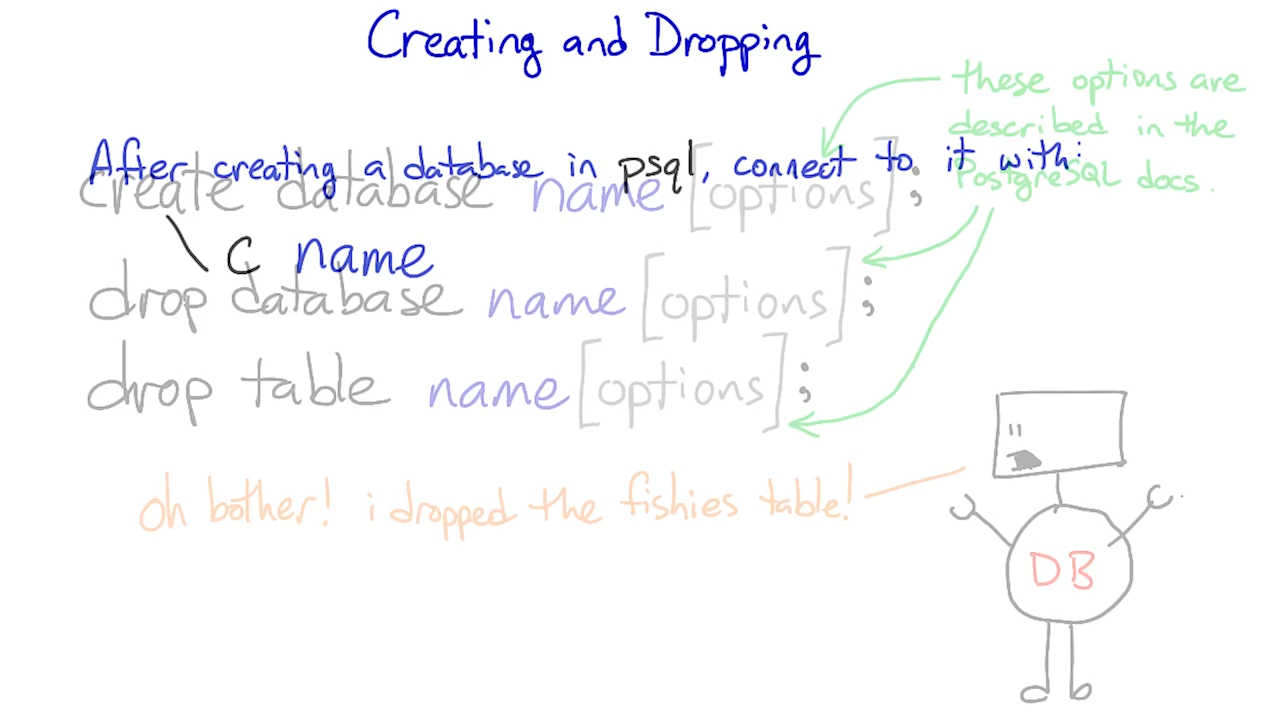 Creating and Dropping
these options are
described in the
PostgreSQL docs.
After creating a database in psql, connect to it with:
create database name [options];
\c name
drop database name [options];
drop table name [options];
oh bother! i dropped the fishies table!
DB